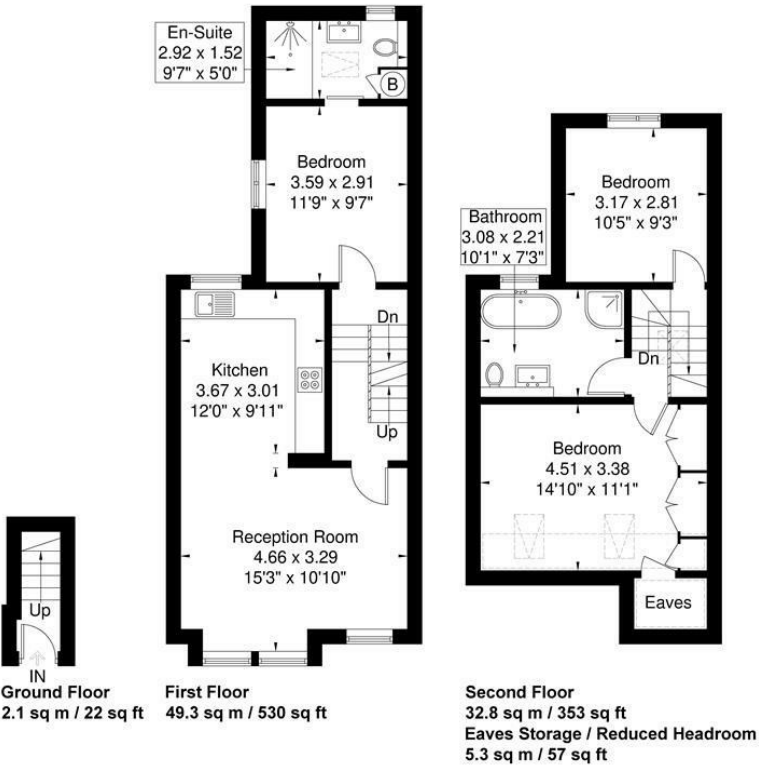 En-Suite
2.92 x 1.52
9'7" x 5'0"
B
Bedroom
3.59 x 2.91
11'9" x 9'7"
Dn
Kitchen
3.67 x 3.01
12'0" x 9'11"
Up
Reception Room
4.66 x 3.29
15'3" x 10'10"
Bedroom
3.17 x 2.81
10'5" x 9'3"
Bathroom
3.08 x 2.21
10'1" x 7'3"
Dn
Bedroom
4.51 x 3.38
14'10" x 11'1"
Eaves
Up
IN
Ground Floor
2.1 sq m / 22 sq ft
First Floor
49.3 sq m / 530 sq ft
Second Floor
32.8 sq m / 353 sq ft
Eaves Storage / Reduced Headroom
5.3 sq m / 57 sq ft